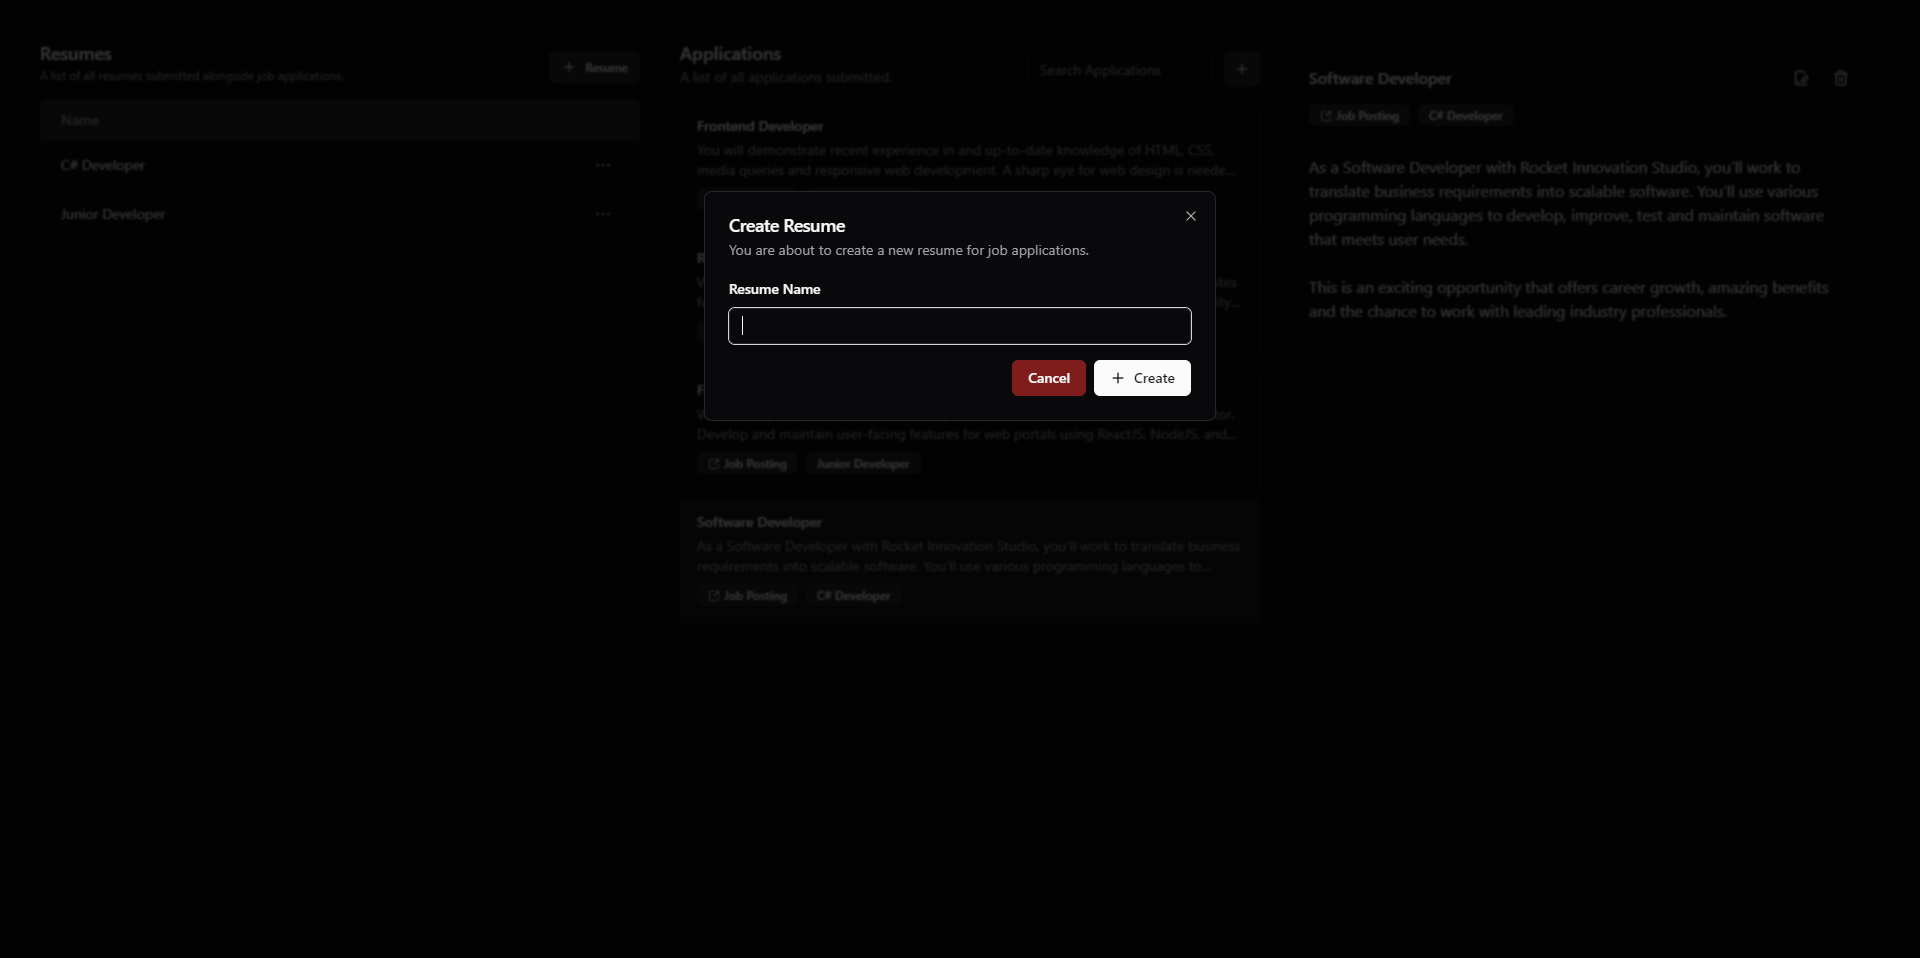 Resumes
A list of all resumes submitted alongside job applications.
+ Resume
Name
C# Developer
Junior Developer
Applications
A list of all applications submitted.
Search Applications
Frontend Developer
You will demonstrate recent experience in and up-to-date knowledge of HTML, CSS,
media queries and responsive web development. A sharp eye for web design is neede...
Create Resume
You are about to create a new resume for job applications.
Resume Name
Cancel
+ Create
Develop and maintain user-facing features for web portals using ReactJS, NodeJS, and...
Job Posting
Junior Developer
Software Developer
As a Software Developer with Rocket Innovation Studio, you'll work to translate business
requirements into scalable software. You'll use various programming languages to...
Job Posting
C# Developer
Software Developer
Job Posting
C# Developer
As a Software Developer with Rocket Innovation Studio, you'll work to
translate business requirements into scalable software. You'll use various
programming languages to develop, improve, test and maintain software
that meets user needs.
This is an exciting opportunity that offers career growth, amazing benefits
and the chance to work with leading industry professionals.